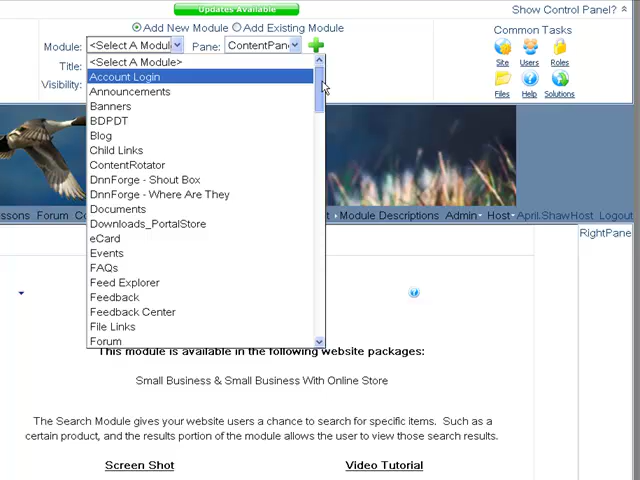 Updates Available
Show Control Panel?
Add New Module Add Existing Module
Common Tasks
Module: <Select A Modul Pane: ContentPan
Title:
Visibility:
Site Users Roles
Files Help Solutions
<Select A Module>
Account Login
Announcements
Banners
BDPDT
Blog
Child Links
ContentRotator
DnnForge - Shout Box
DnnForge - Where Are They
Documents
Downloads_PortalStore
eCard
Events
FAQs
Feed Explorer
Feedback
Feedback Center
File Links
Forum
ssons Forum Co t Module Descriptions Admin Host April.ShawHost Logout
RightPane
This module is available in the following website packages:
Small Business & Small Business With Online Store
The Search Module gives your website users a chance to search for specific items. Such as a
certain product, and the results portion of the module allows the user to view those search results.
Screen Shot Video Tutorial